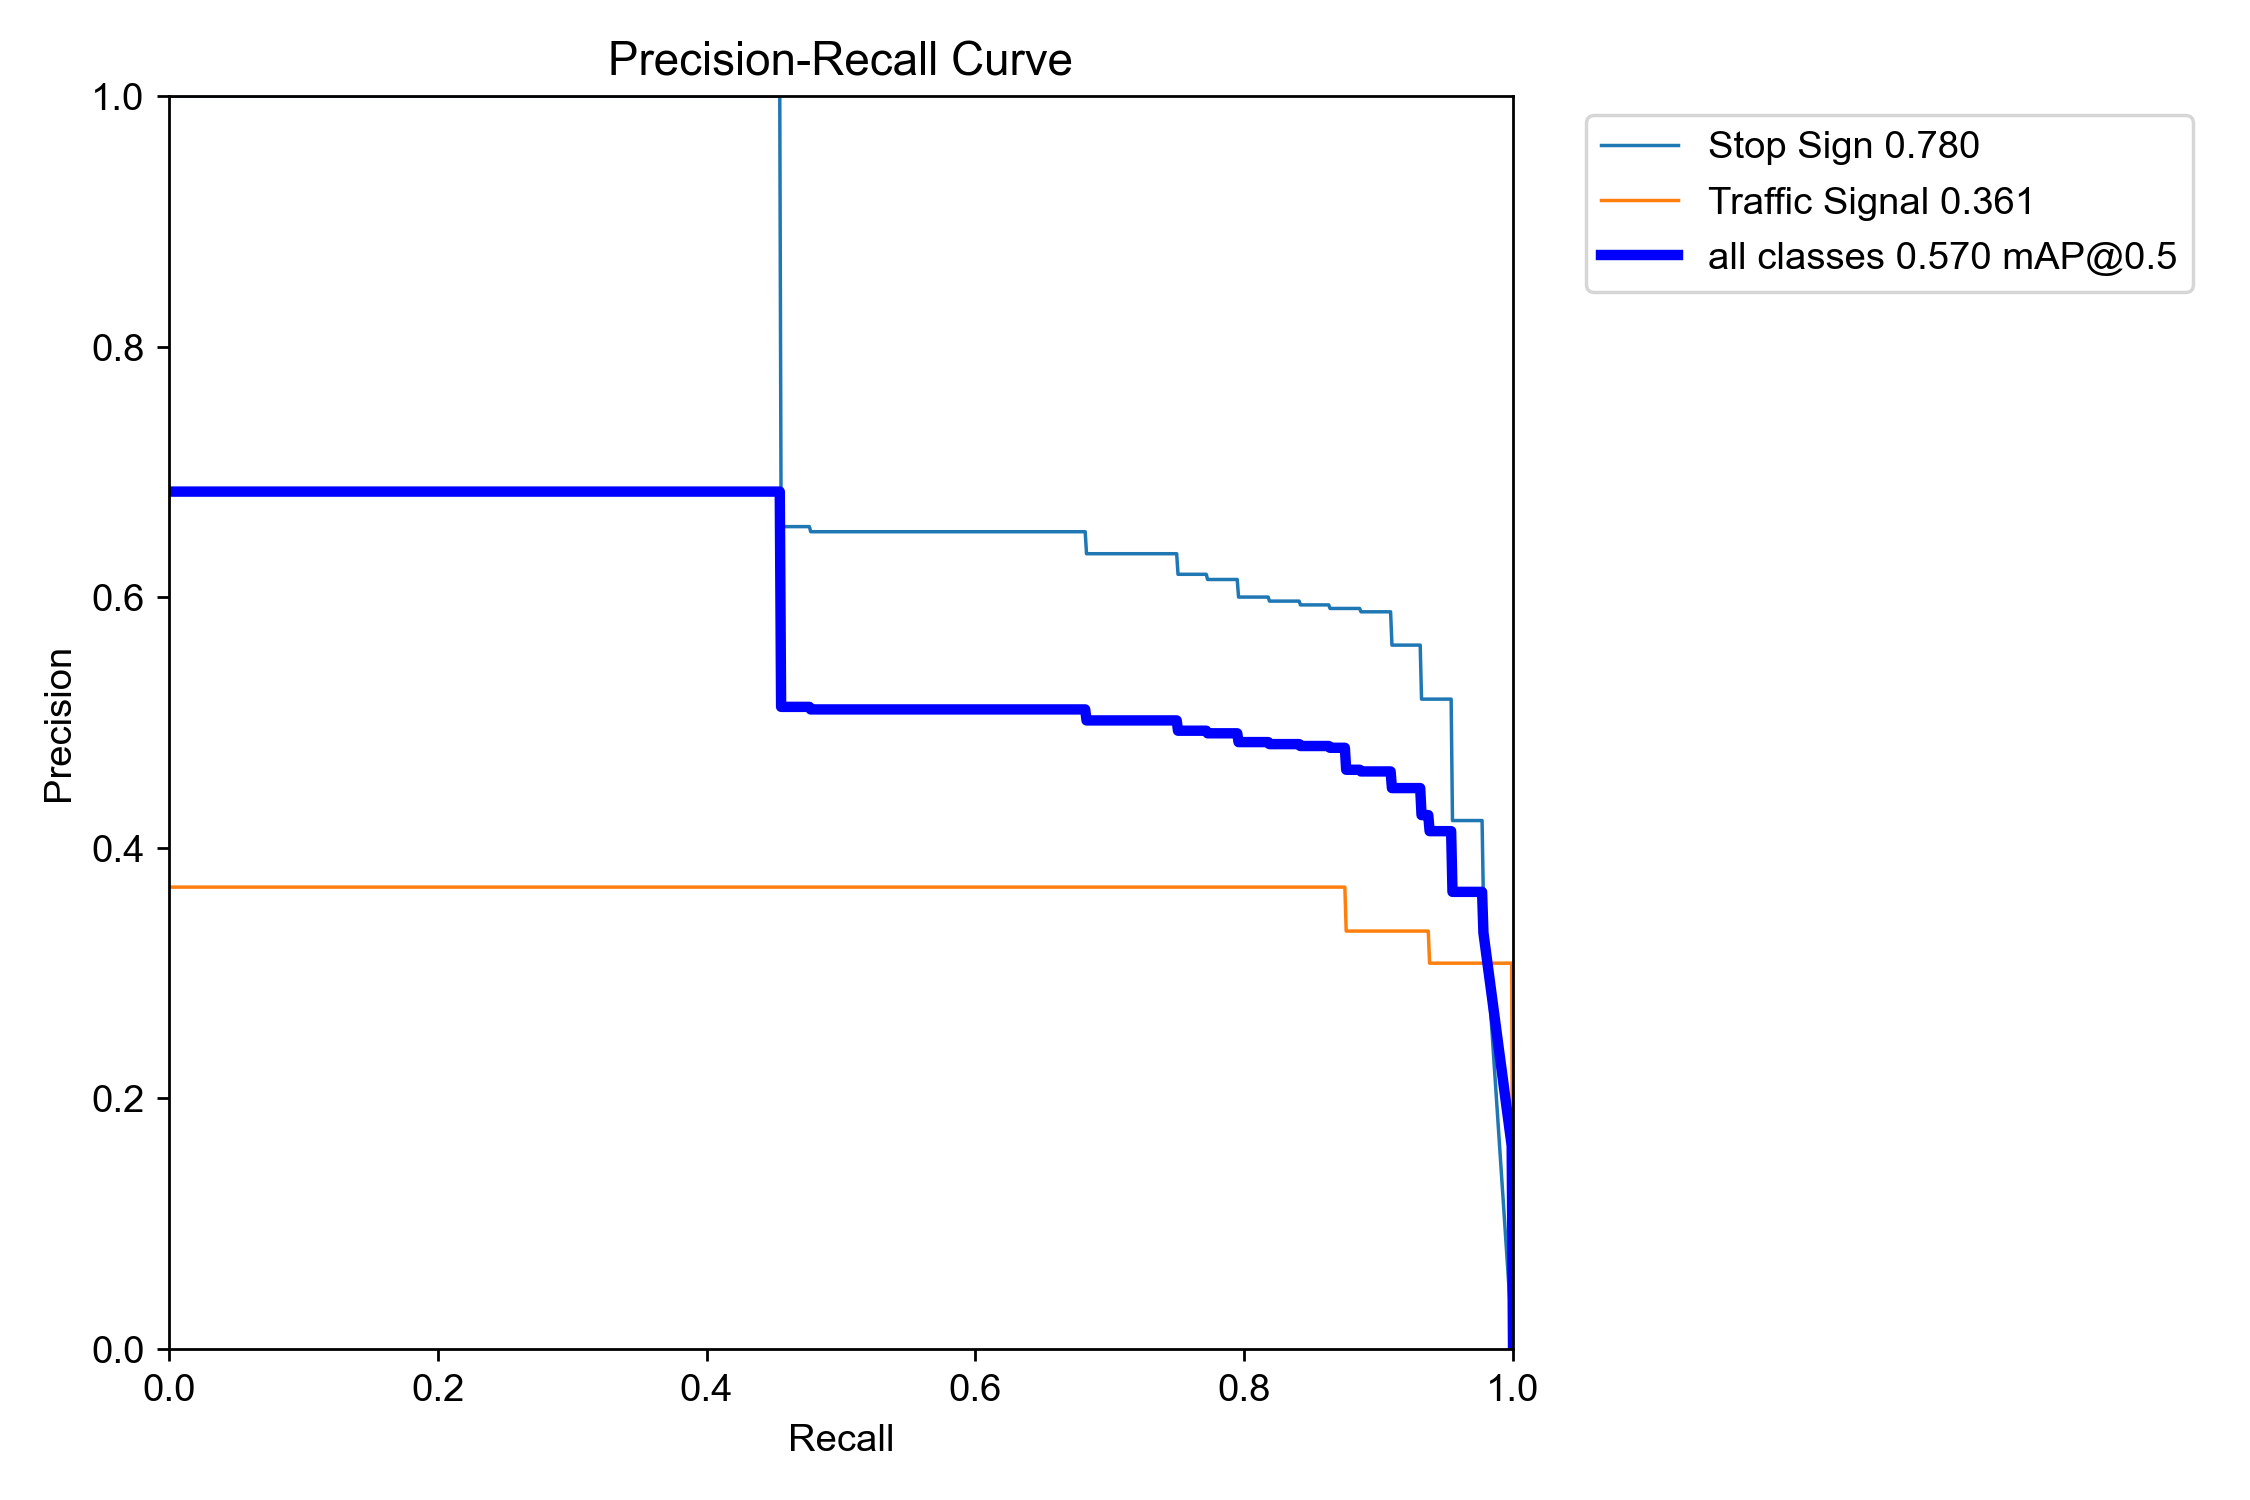 Precision-Recall Curve
1.0
0.8
0.6
0.4
0.2
0.0
Precision
0.0 0.2 0.4 0.6 0.8 1.0
Recall
Stop Sign 0.780
Traffic Signal 0.361
all classes 0.570 mAP@0.5